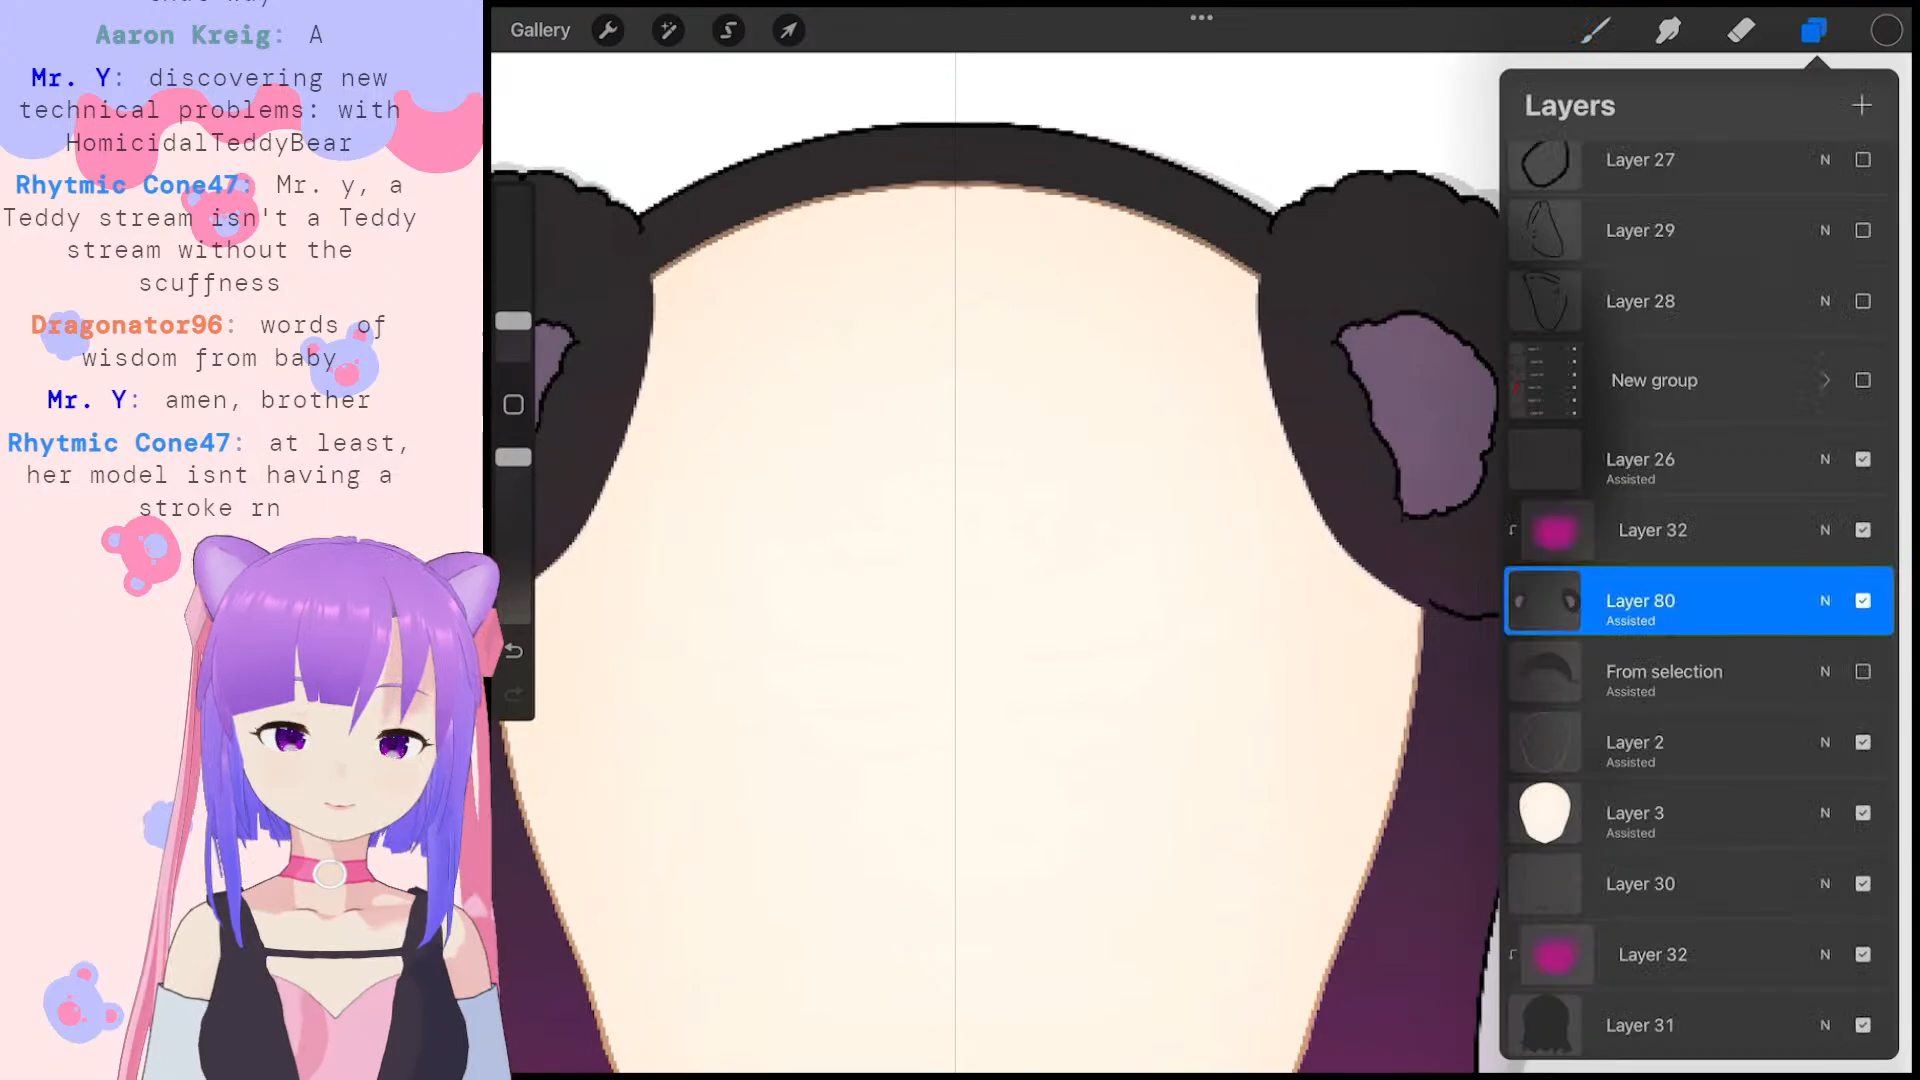 Aaron Kreig: A
Mr. Y: discovering new
technical problems: with
HomicidalTeddyBear
Rhytmic Cone47: Mr. y, a
Teddy stream isn't a Teddy
stream without the
scuffness
Dragonator96: words of
wisdom from baby
Mr. Y: amen, brother
Rhytmic Cone47: at least,
her model isnt having a
stroke rn
Gallery
Layers
Layer 27 N
Layer 29 N
Layer 28 N
New group
Layer 26 N
Assisted
Layer 32 N
Layer 80 N
Assisted
From selection N
Assisted
Layer 2 N
Assisted
Layer 3 N
Assisted
Layer 30 N
Layer 32 N
Layer 31 N